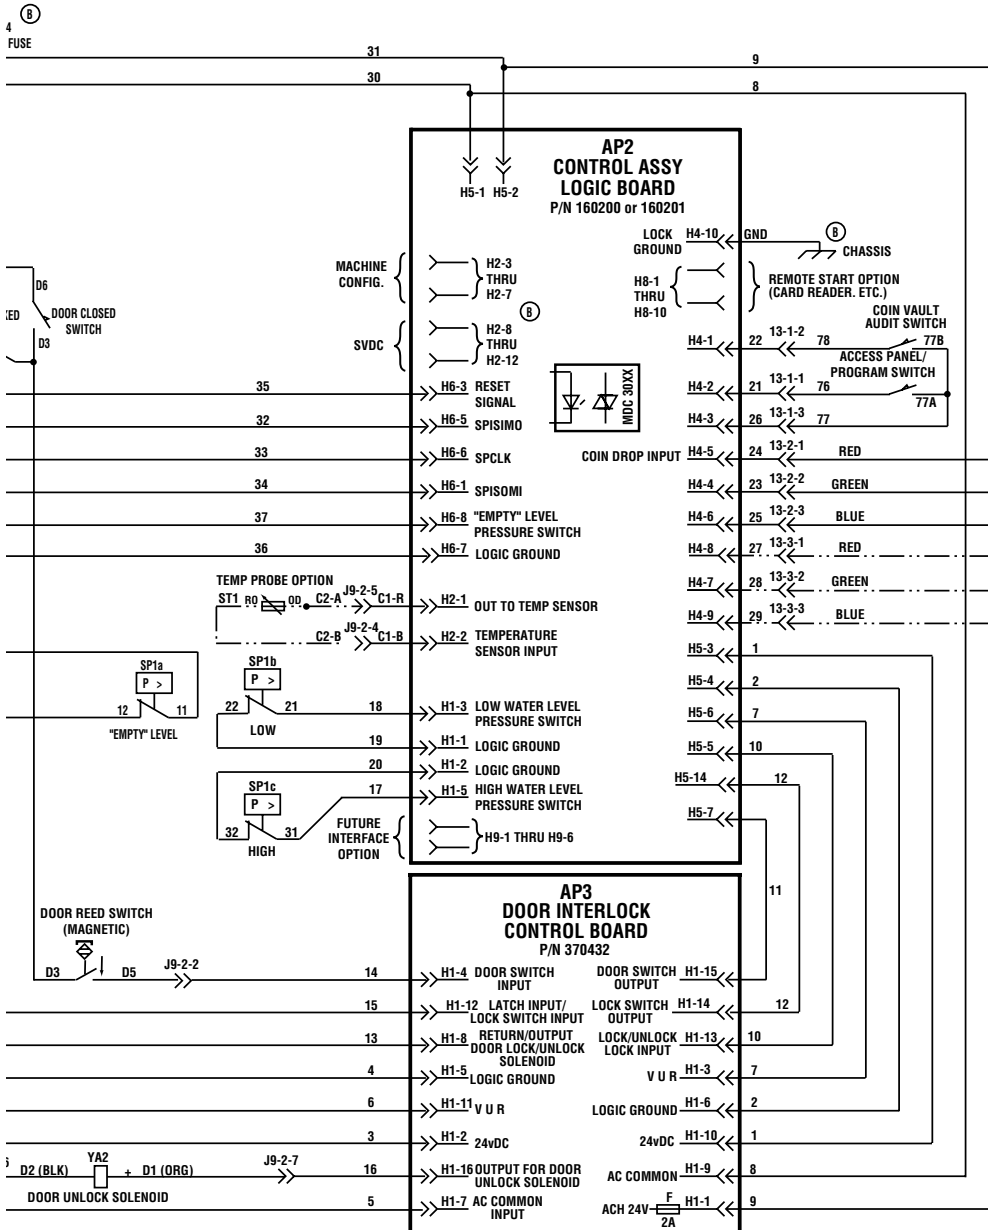 B
4
FUSE
31
9
30
8
AP2
CONTROL ASSY
LOGIC BOARD
P/N 160200 or 160201
H5-1 H5-2
LOCK
GROUND
H4-10
GND
B
CHASSIS
MACHINE
CONFIG.
H2-3
THRU
H2-7
H8-1
THRU
H8-10
REMOTE START OPTION
(CARD READER. ETC.)
D6
DOOR CLOSED
SWITCH
D3
B
SVDC
H2-8
THRU
H2-12
COIN VAULT
AUDIT SWITCH
H4-1 22 13-1-2 78 77B
ACCESS PANEL/
PROGRAM SWITCH
MDC 30XX
35 H6-3 RESET
SIGNAL
H4-2 21 13-1-1 76 77A
32 H6-5 SPISIMO
H4-3 26 13-1-3 77
33 H6-6 SPCLK
COIN DROP INPUT H4-5 24 13-2-1 RED
34 H6-1 SPISOMI
H4-4 23 13-2-2 GREEN
37 H6-8 "EMPTY" LEVEL
PRESSURE SWITCH
H4-6 25 13-2-3 BLUE
36 H6-7 LOGIC GROUND
H4-8 27 13-3-1 RED
TEMP PROBE OPTION
H4-7 28 13-3-2 GREEN
ST1 RO OD C2-A J9-2-5 C1-R H2-1 OUT TO TEMP SENSOR
H4-9 29 13-3-3 BLUE
C2-B J9-2-4 C1-B H2-2 TEMPERATURE
SENSOR INPUT
H5-3 1
SP1a
P >
12 11
"EMPTY" LEVEL
SP1b
P >
22 21
LOW
H5-4 2
18 H1-3 LOW WATER LEVEL
PRESSURE SWITCH
H5-6 7
19 H1-1 LOGIC GROUND
H5-5 10
20 H1-2 LOGIC GROUND
H5-14 12
SP1c
P >
32 31
HIGH
17 H1-5 HIGH WATER LEVEL
PRESSURE SWITCH
H5-7
FUTURE
INTERFACE
OPTION
H9-1 THRU H9-6
11
AP3
DOOR INTERLOCK
CONTROL BOARD
P/N 370432
DOOR REED SWITCH
(MAGNETIC)
D3 D5 J9-2-2 14 H1-4 DOOR SWITCH
INPUT
DOOR SWITCH
OUTPUT
H1-15
15 H1-12 LATCH INPUT/
LOCK SWITCH INPUT
LOCK SWITCH
OUTPUT
H1-14 12
13 H1-8 RETURN/OUTPUT
DOOR LOCK/UNLOCK
SOLENOID
LOCK/UNLOCK
LOCK INPUT
H1-13 10
4 H1-5 LOGIC GROUND
V U R H1-3 7
6 H1-11 V U R
LOGIC GROUND H1-6 2
3 H1-2 24vDC
24vDC H1-10 1
D2 (BLK) YA2 + D1 (ORG) J9-2-7 16 H1-16 OUTPUT FOR DOOR
UNLOCK SOLENOID
AC COMMON H1-9 8
DOOR UNLOCK SOLENOID
5 H1-7 AC COMMON
INPUT
ACH 24V F H1-1 9
2A